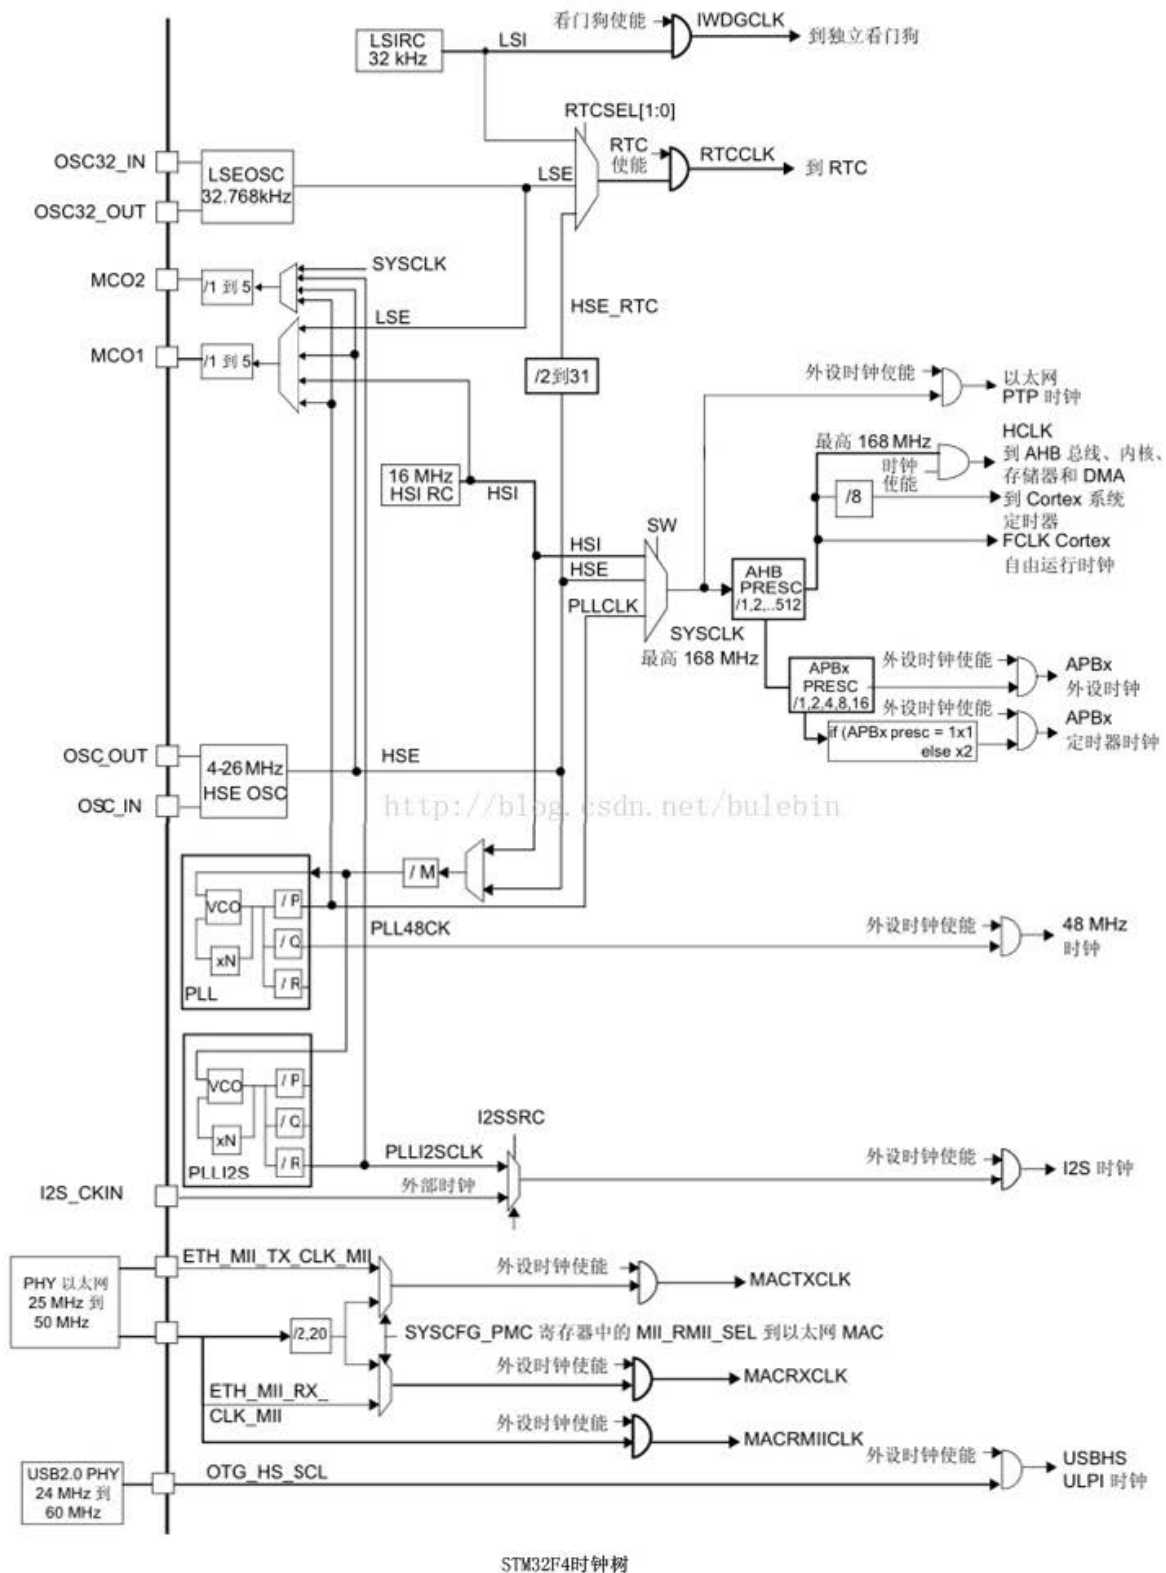 看门狗使能
IWDGCLK
到独立看门狗
LSIRC
32 kHz
LSI
RTCSEL[1:0]
OSC32_IN
LSEOSC
32.768kHz
LSE
RTC
使能
RTCCLK
到 RTC
OSC32_OUT
SYSCLK
MCO2
/1 到 5
HSE_RTC
LSE
MCO1
/1 到 5
/2到31
外设时钟使能
以太网
PTP 时钟
最高 168 MHz
HCLK
到 AHB 总线、内核、
存储器和 DMA
时钟
使能
16 MHz
HSI RC
HSI
/8
到 Cortex 系统
定时器
SW
HSI
FCLK Cortex
自由运行时钟
HSE
AHB
PRESC
/1,2,..512
PLLCLK
SYSCLK
最高 168 MHz
APBx
PRESC
/1,2,4,8,16
外设时钟使能
APBx
外设时钟
外设时钟使能
APBx
定时器时钟
if (APBx presc = 1x1
else x2
OSC_OUT
4-26 MHz
HSE OSC
HSE
OSC_IN
http://blog.csdn.net/bulebin
/ M
VCO
/ P
PLL48CK
外设时钟使能
48 MHz
时钟
/ Q
xN
/ R
PLL
VCO
/ P
/ Q
xN
I2SSRC
/ R
PLLI2S
PLLI2SCLK
外设时钟使能
I2S 时钟
I2S_CKIN
外部时钟
ETH_MII_TX_CLK_MII
PHY 以太网
25 MHz 到
50 MHz
外设时钟使能
MACTXCLK
/2,20
SYSCFG_PMC 寄存器中的 MII_RMII_SEL 到以太网 MAC
外设时钟使能
MACRXCLK
ETH_MII_RX_
CLK_MII
外设时钟使能
MACRMIICLK
外设时钟使能
USBHS
ULPI 时钟
USB2.0 PHY
24 MHz 到
60 MHz
OTG_HS_SCL
STM32F4时钟树